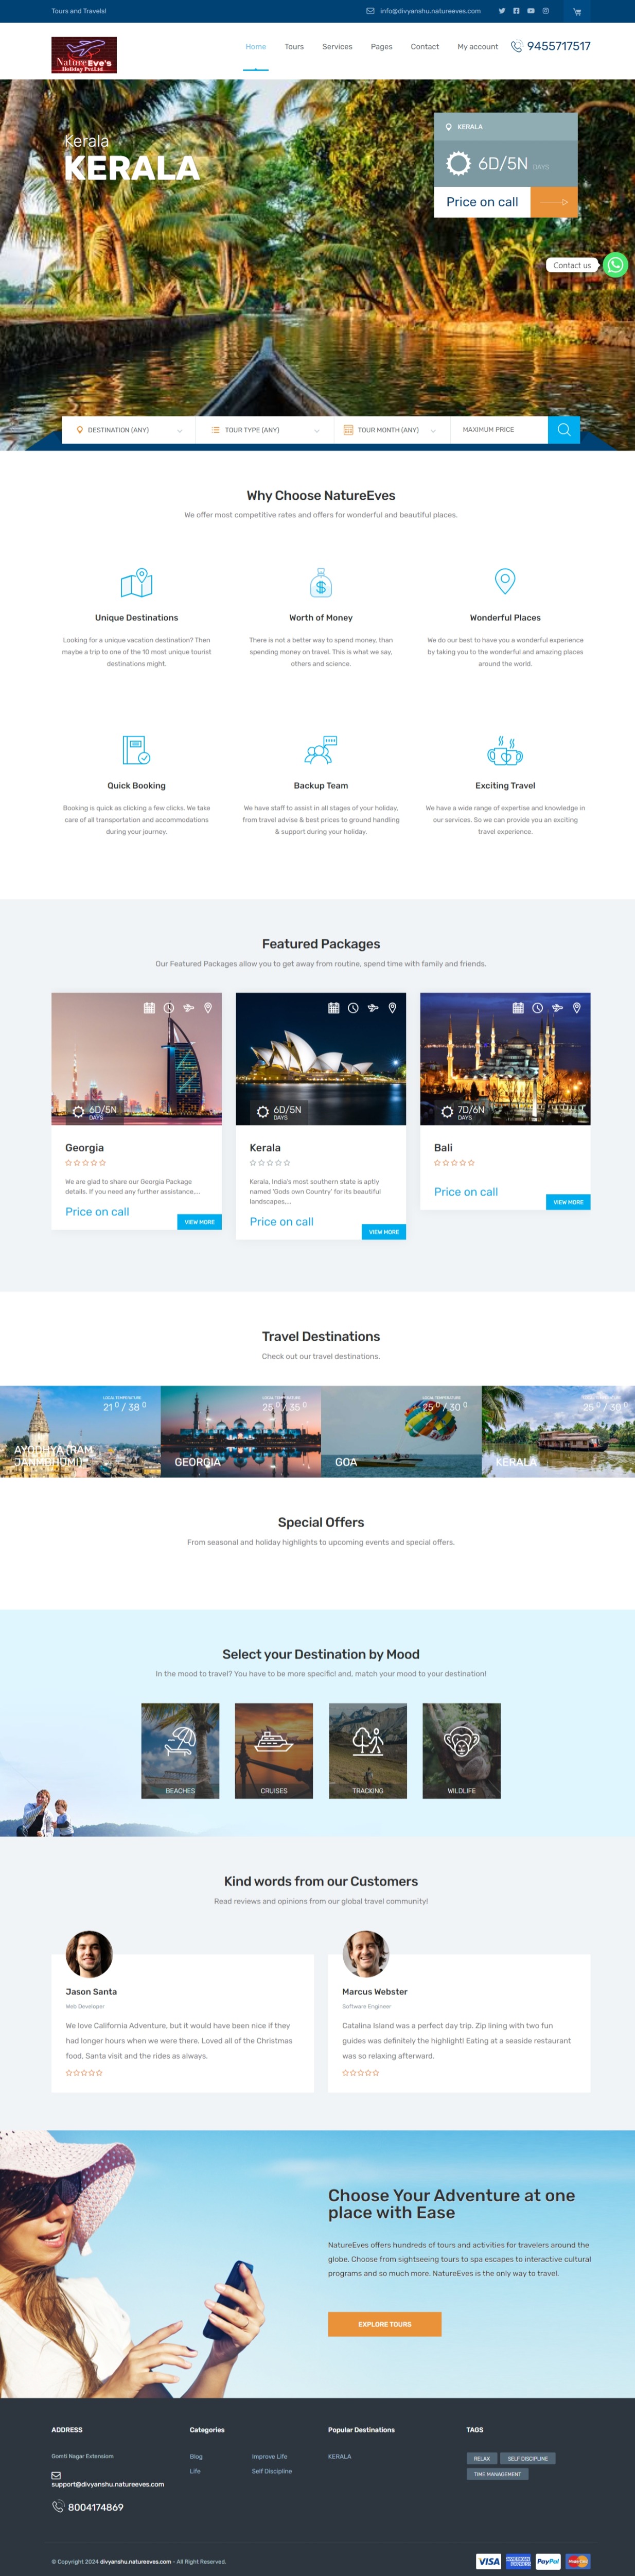 Tours and Travels!
info@divyanshu.natureeves.com
NatureEve's
Holiday Pvt.Ltd
Home
Tours
Services
Pages
Contact
My account
9455717517
Kerala
KERALA
KERALA
6D/5N DAYS
Price on call
Contact us
DESTINATION (ANY)
TOUR TYPE (ANY)
TOUR MONTH (ANY)
MAXIMUM PRICE
Why Choose NatureEves
We offer most competitive rates and offers for wonderful and beautiful places.
Unique Destinations
Looking for a unique vacation destination? Then
maybe a trip to one of the 10 most unique tourist
destinations might.
Worth of Money
There is not a better way to spend money, than
spending money on travel. This is what we say,
others and science.
Wonderful Places
We do our best to have you a wonderful experience
by taking you to the wonderful and amazing places
around the world.
Quick Booking
Booking is quick as clicking a few clicks. We take
care of all transportation and accommodations
during your journey.
Backup Team
We have staff to assist in all stages of your holiday,
from travel advise & best prices to ground handling
& support during your holiday.
Exciting Travel
We have a wide range of expertise and knowledge in
our services. So we can provide you an exciting
travel experience.
Featured Packages
Our Featured Packages allow you to get away from routine, spend time with family and friends.
6D/5N
DAYS
Georgia
We are glad to share our Georgia Package
details. If you need any further assistance,...
Price on call
VIEW MORE
6D/5N
DAYS
Kerala
Kerala, India's most southern state is aptly
named 'Gods own Country' for its beautiful
landscapes,...
Price on call
VIEW MORE
7D/6N
DAYS
Bali
Price on call
VIEW MORE
Travel Destinations
Check out our travel destinations.
LOCAL TEMPERATURE
21 0 / 38 0
AYODHYA (RAM
JANMBHUMI)
LOCAL TEMPERATURE
25 0 / 35 0
GEORGIA
LOCAL TEMPERATURE
25 0 / 30 0
GOA
LOCAL TEMPERATURE
25 0 / 30 0
KERALA
Special Offers
From seasonal and holiday highlights to upcoming events and special offers.
Select your Destination by Mood
In the mood to travel? You have to be more specific! and, match your mood to your destination!
BEACHES
CRUISES
TRACKING
WILDLIFE
Kind words from our Customers
Read reviews and opinions from our global travel community!
Jason Santa
Web Developer
We love California Adventure, but it would have been nice if they
had longer hours when we were there. Loved all of the Christmas
food, Santa visit and the rides as always.
Marcus Webster
Software Engineer
Catalina Island was a perfect day trip. Zip lining with two fun
guides was definitely the highlight! Eating at a seaside restaurant
was so relaxing afterward.
Choose Your Adventure at one
place with Ease
NatureEves offers hundreds of tours and activities for travelers around the
globe. Choose from sightseeing tours to spa escapes to interactive cultural
programs and so much more. NatureEves is the only way to travel.
EXPLORE TOURS
ADDRESS
Gomti Nagar Extensiom
support@divyanshu.natureeves.com
8004174869
Categories
Blog
Improve Life
Life
Self Discipline
Popular Destinations
KERALA
TAGS
RELAX
SELF DISCIPLINE
TIME MANAGEMENT
© Copyright 2024 divyanshu.natureeves.com - All Right Reserved.
VISA
AMERICAN
EXPRESS
PayPal
MasterCard